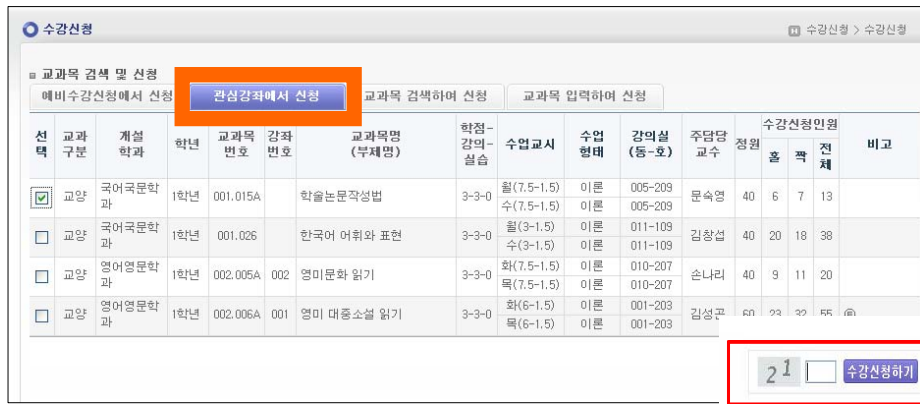 수강신청
수강신청 > 수강신청
교과목 검색 및 신청
예비수강신청에서 신청 관심강좌에서 신청 교과목 검색하여 신청 교과목 입력하여 신청
선택 교과구분 개설학과 학년 교과목번호 강좌번호 교과목명(부제명) 학점-강의-실습 수업교시 수업형태 강의실(동-호) 주담당교수 정원 수강신청인원 홀 짝 전체 비고
교양 국어국문학과 1학년 001.015A 학술논문작성법 3-3-0 월(7.5-1.5) 이론 005-209 문숙영 40 6 7 13
수(7.5-1.5) 이론 005-209
교양 국어국문학과 1학년 001.026 한국어 어휘와 표현 3-3-0 월(3-1.5) 이론 011-109 김창섭 40 20 18 38
수(3-1.5) 이론 011-109
교양 영어영문학과 1학년 002.005A 002 영미문화 읽기 3-3-0 화(7.5-1.5) 이론 010-207 손나리 40 9 11 20
목(7.5-1.5) 이론 010-207
교양 영어영문학과 1학년 002.006A 001 영미 대중소설 읽기 3-3-0 화(6-1.5) 이론 001-203 김성곤 60 23 32 55 ®
목(6-1.5) 이론 001-203
21 수강신청하기